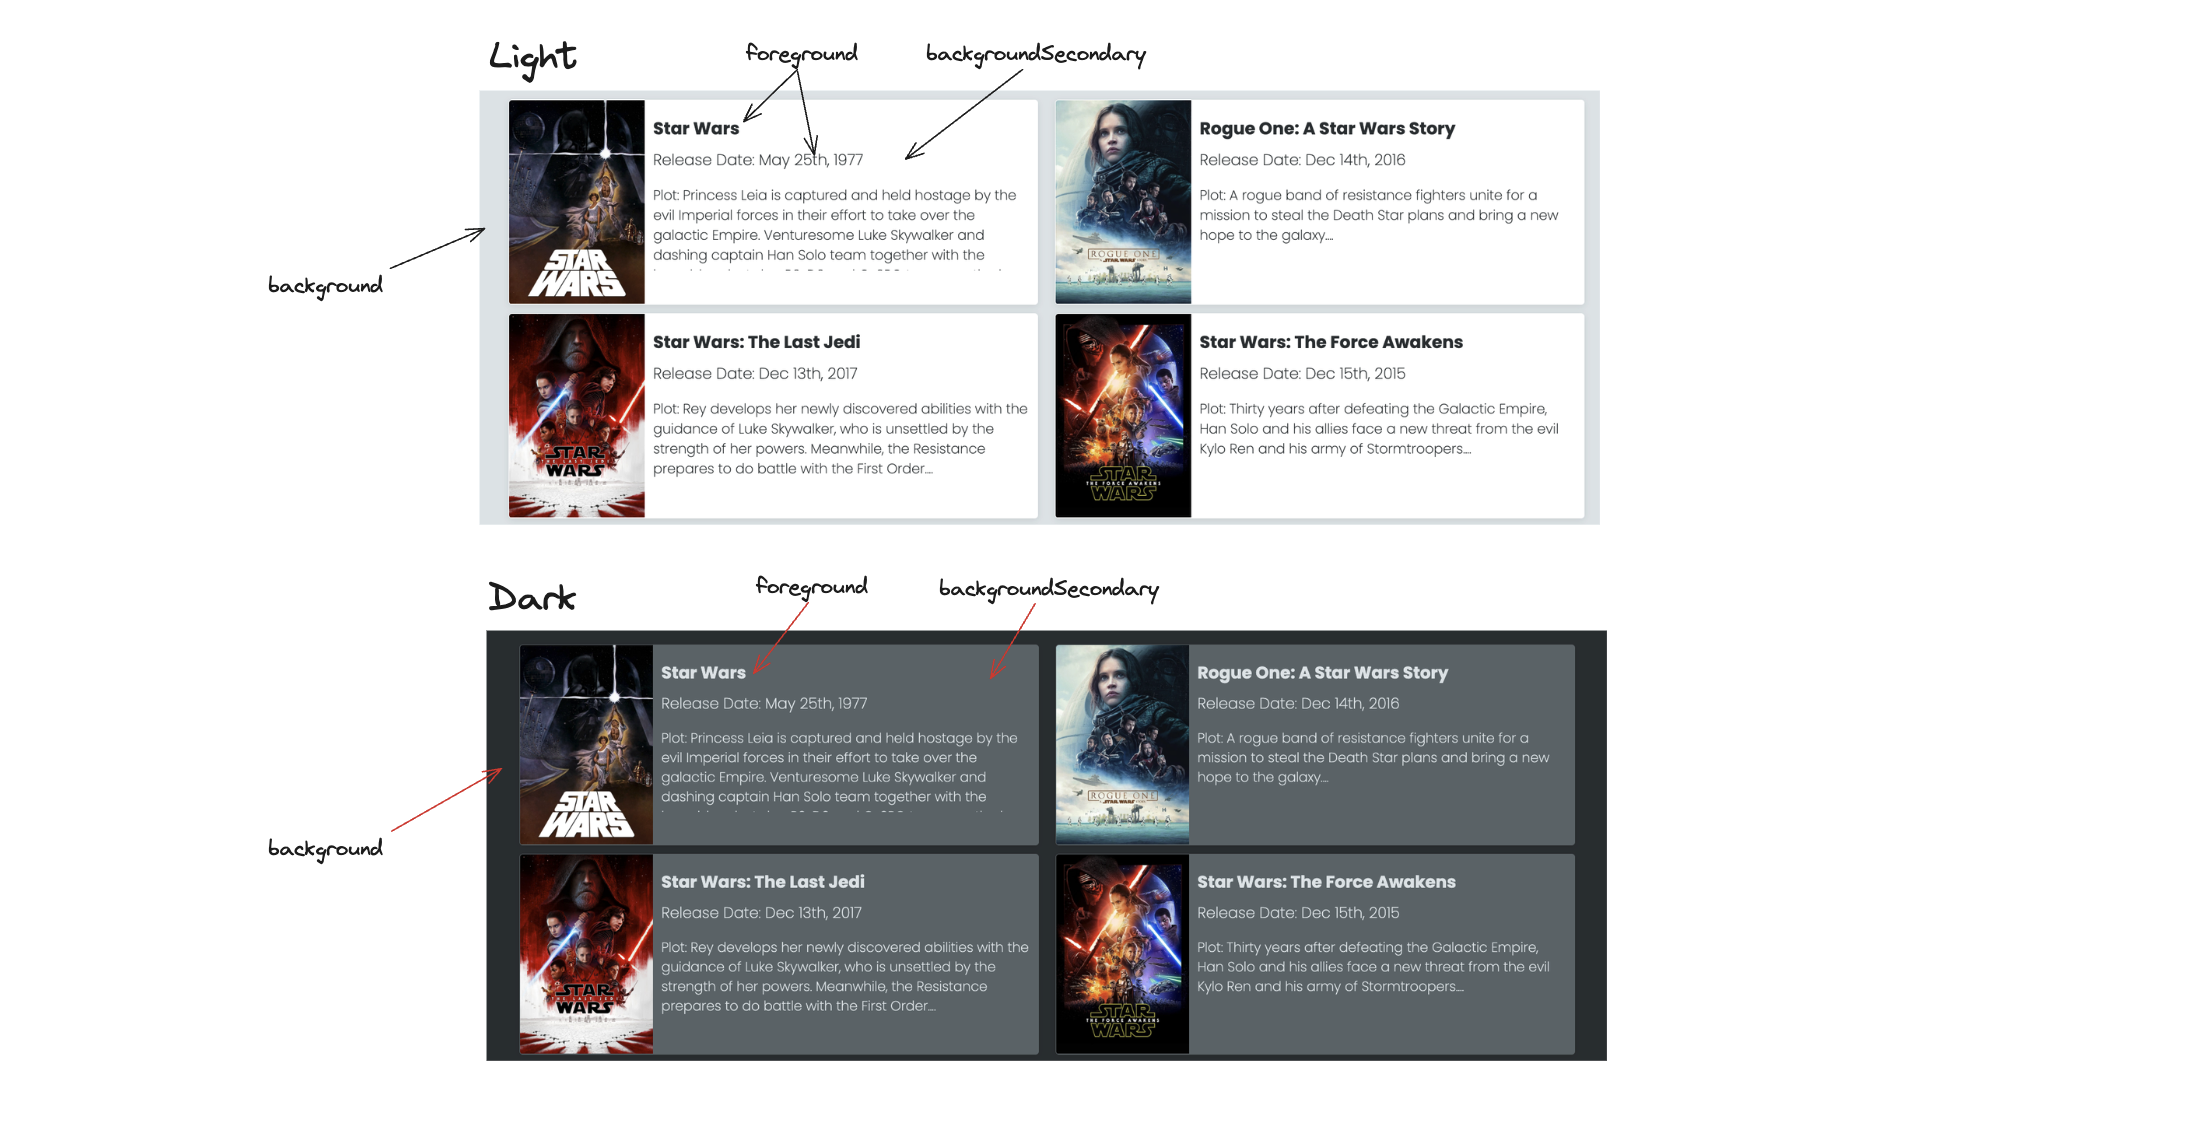 Light
foreground
backgroundSecondary
background
STAR
WARS
Star Wars
Release Date: May 25th, 1977
Plot: Princess Leia is captured and held hostage by the
evil Imperial forces in their effort to take over the
galactic Empire. Venturesome Luke Skywalker and
dashing captain Han Solo team together with the
ROGUE ONE
Rogue One: A Star Wars Story
Release Date: Dec 14th, 2016
Plot: A rogue band of resistance fighters unite for a
mission to steal the Death Star plans and bring a new
hope to the galaxy....
STAR
THE LAST JEDI
WARS
Star Wars: The Last Jedi
Release Date: Dec 13th, 2017
Plot: Rey develops her newly discovered abilities with the
guidance of Luke Skywalker, who is unsettled by the
strength of her powers. Meanwhile, the Resistance
prepares to do battle with the First Order....
STAR
THE FORCE AWAKENS
WARS
Star Wars: The Force Awakens
Release Date: Dec 15th, 2015
Plot: Thirty years after defeating the Galactic Empire,
Han Solo and his allies face a new threat from the evil
Kylo Ren and his army of Stormtroopers....
Dark
foreground
backgroundSecondary
background
STAR
WARS
Star Wars
Release Date: May 25th, 1977
Plot: Princess Leia is captured and held hostage by the
evil Imperial forces in their effort to take over the
galactic Empire. Venturesome Luke Skywalker and
dashing captain Han Solo team together with the
ROGUE ONE
Rogue One: A Star Wars Story
Release Date: Dec 14th, 2016
Plot: A rogue band of resistance fighters unite for a
mission to steal the Death Star plans and bring a new
hope to the galaxy....
STAR
THE LAST JEDI
WARS
Star Wars: The Last Jedi
Release Date: Dec 13th, 2017
Plot: Rey develops her newly discovered abilities with the
guidance of Luke Skywalker, who is unsettled by the
strength of her powers. Meanwhile, the Resistance
prepares to do battle with the First Order....
STAR
THE FORCE AWAKENS
WARS
Star Wars: The Force Awakens
Release Date: Dec 15th, 2015
Plot: Thirty years after defeating the Galactic Empire,
Han Solo and his allies face a new threat from the evil
Kylo Ren and his army of Stormtroopers....